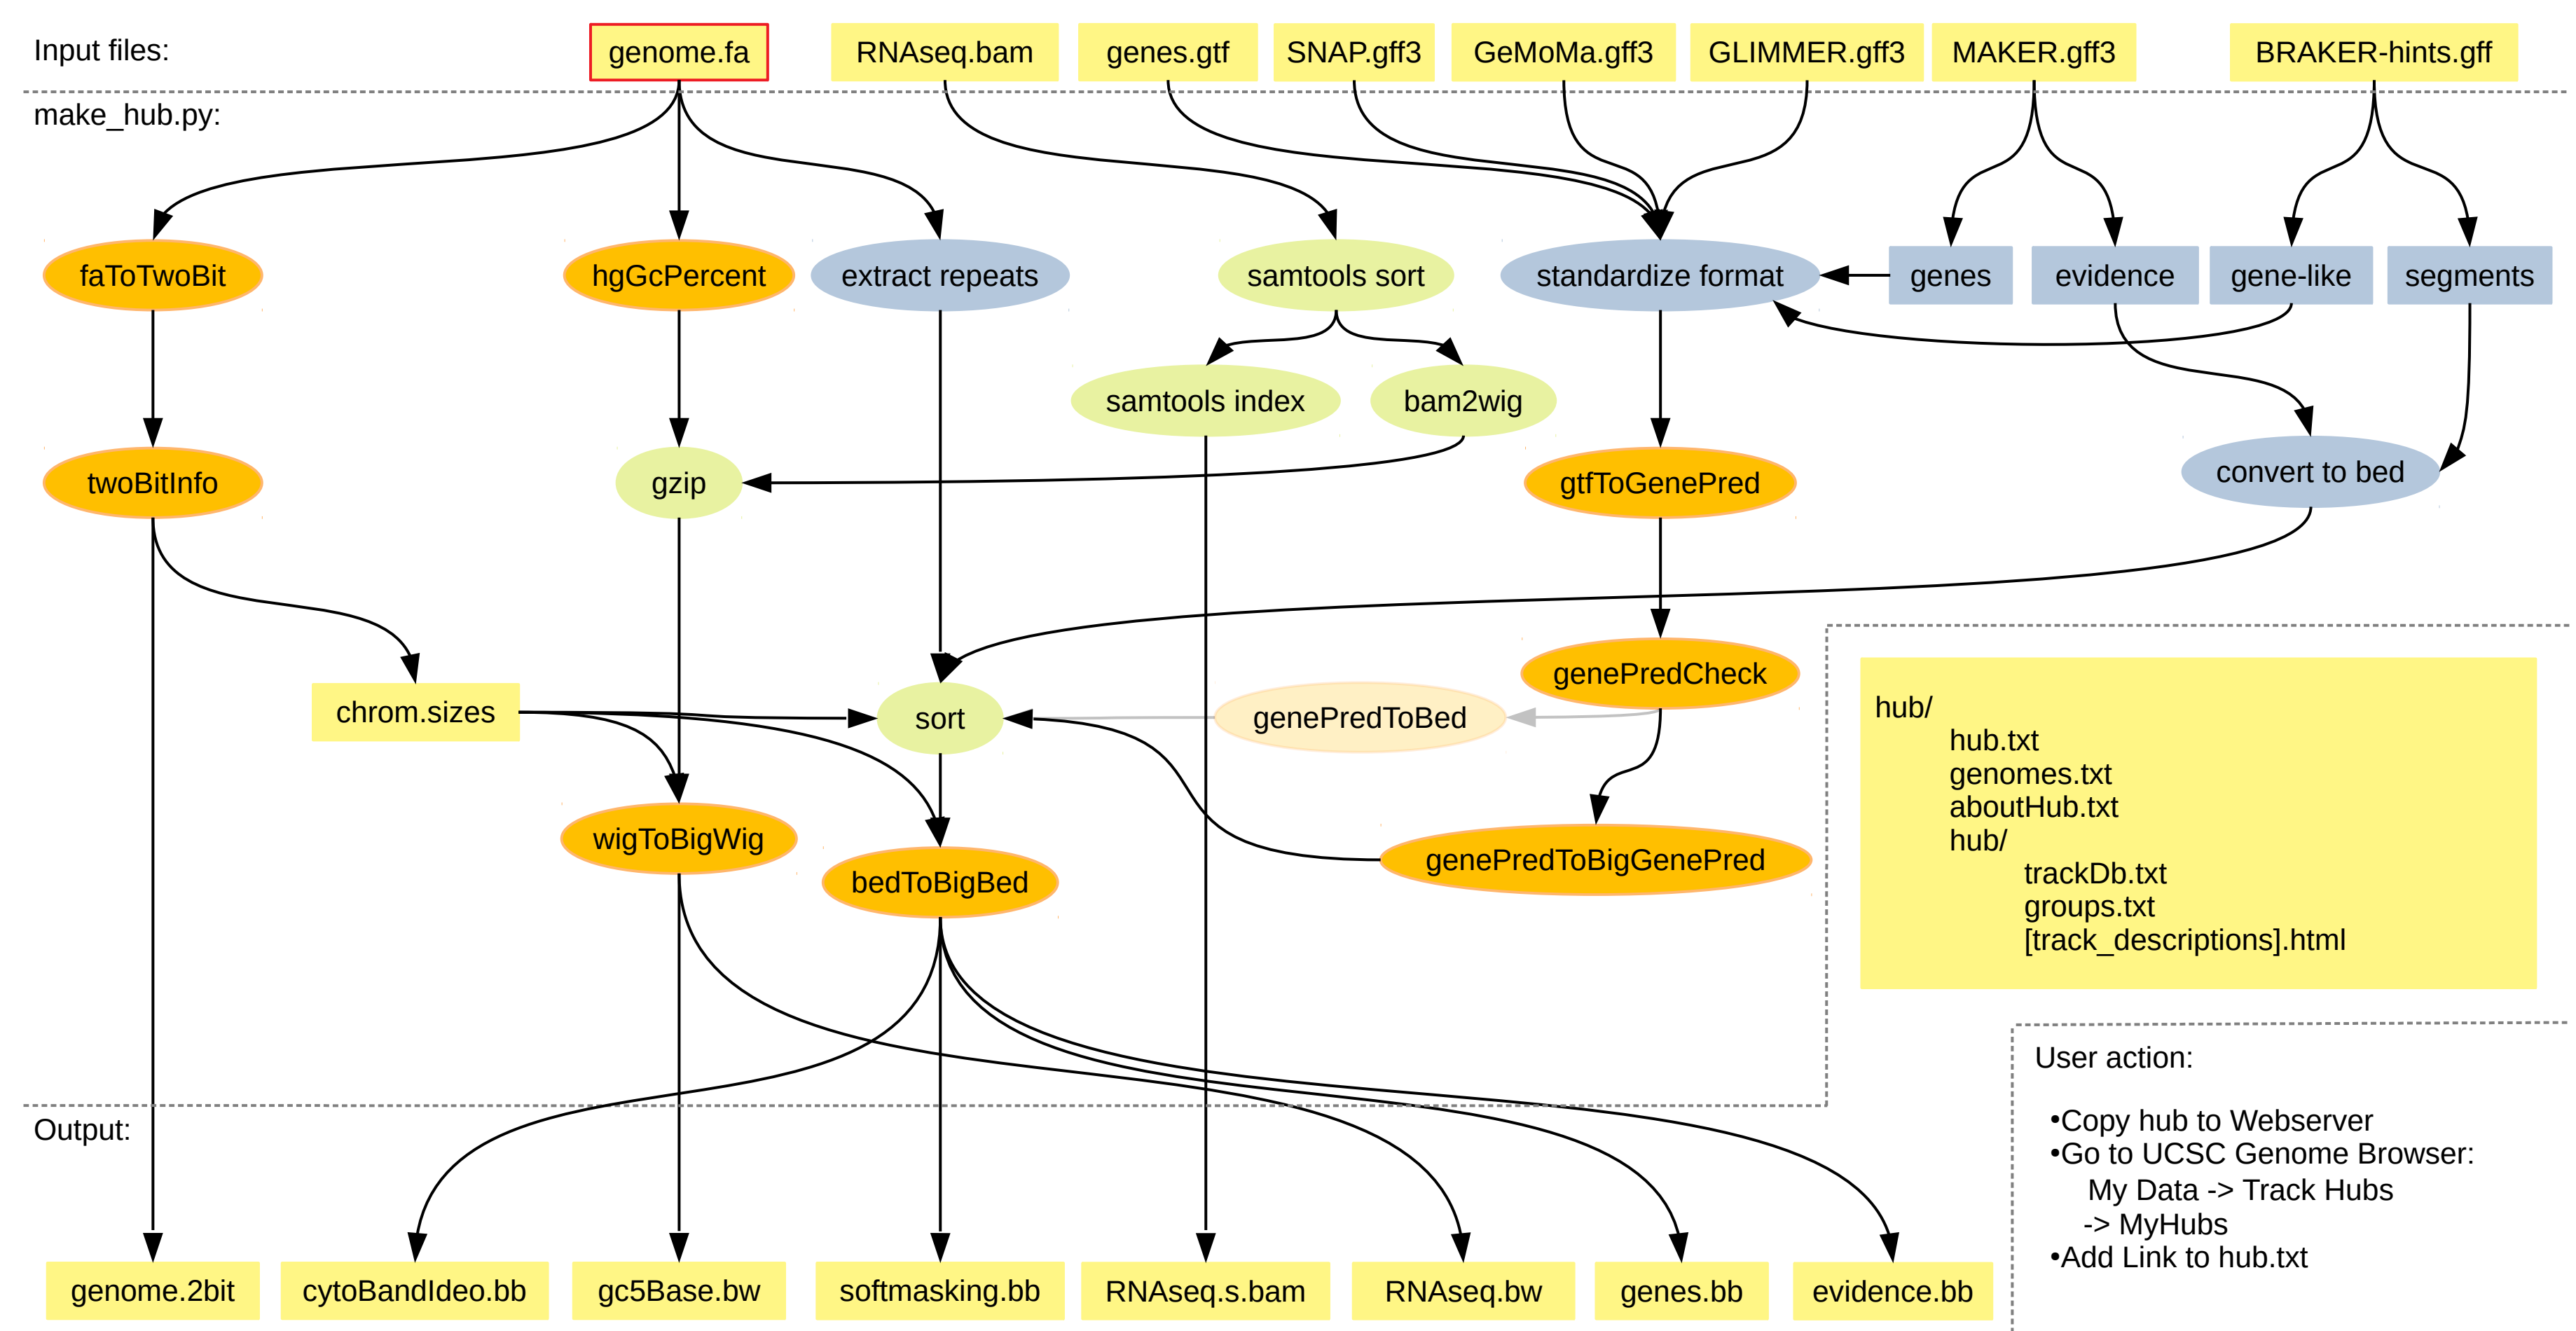 Input files:
genome.fa
RNAseq.bam
genes.gtf
SNAP.gff3
GeMoMa.gff3
GLIMMER.gff3
MAKER.gff3
BRAKER-hints.gff
make_hub.py:
faToTwoBit
hgGcPercent
extract repeats
samtools sort
standardize format
genes
evidence
gene-like
segments
samtools index
bam2wig
twoBitInfo
gzip
gtfToGenePred
convert to bed
genePredCheck
chrom.sizes
sort
genePredToBed
wigToBigWig
bedToBigBed
genePredToBigGenePred
hub/
hub.txt
genomes.txt
aboutHub.txt
hub/
trackDb.txt
groups.txt
[track_descriptions].html
User action:
•Copy hub to Webserver
•Go to UCSC Genome Browser:
My Data -> Track Hubs
-> MyHubs
•Add Link to hub.txt
Output:
genome.2bit
cytoBandIdeo.bb
gc5Base.bw
softmasking.bb
RNAseq.s.bam
RNAseq.bw
genes.bb
evidence.bb